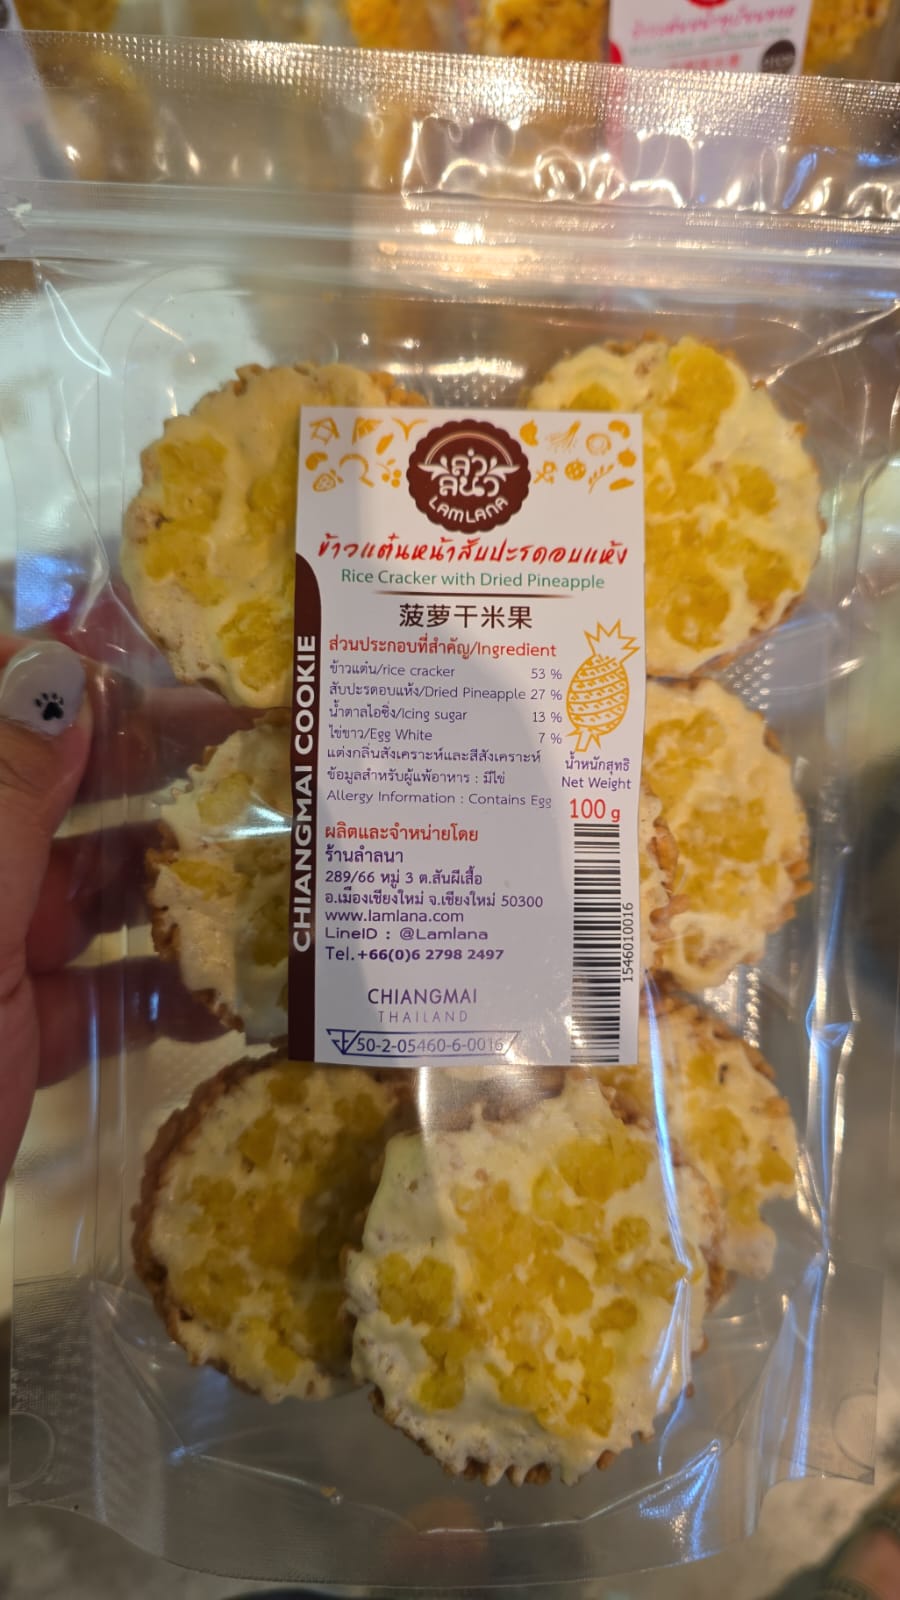 ลำ
ลนา
LAMLANA
ข้าวแต๋นหน้าสับปะรดอบแห้ง
Rice Cracker with Dried Pineapple
菠萝干米果
CHIANGMAI COOKIE
ส่วนประกอบที่สำคัญ/Ingredient
ข้าวแต๋น/rice cracker 53 %
สับปะรดอบแห้ง/Dried Pineapple 27 %
น้ำตาลไอซิ่ง/Icing sugar 13 %
ไข่ขาว/Egg White 7 %
แต่งกลิ่นสังเคราะห์และสีสังเคราะห์
ข้อมูลสำหรับผู้แพ้อาหาร : มีไข่
Allergy Information : Contains Egg
น้ำหนักสุทธิ
Net Weight
100 g
ผลิตและจำหน่ายโดย
ร้านลำลนา
289/66 หมู่ 3 ต.สันผีเสื้อ
อ.เมืองเชียงใหม่ จ.เชียงใหม่ 50300
www.lamlana.com
LineID : @Lamlana
Tel.+66(0)6 2798 2497
1546010016
CHIANGMAI
THAILAND
50-2-05460-6-0016